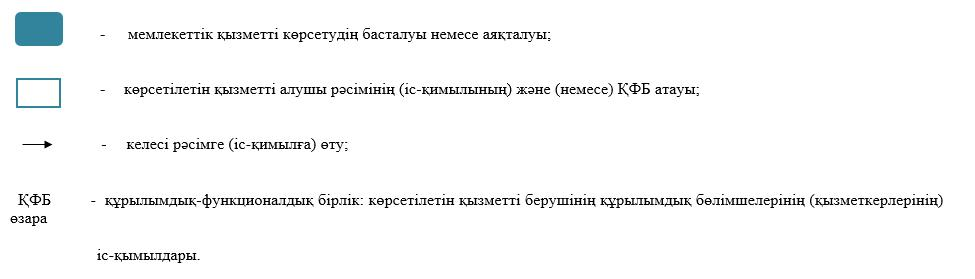 - мемлекеттік қызметті көрсетудің басталуы немесе аяқталуы;
- көрсетілетін қызметті алушы рәсімінің (іс-қимылының) және (немесе) ҚФБ атауы;
- келесі рәсімге (іс-қимылға) өту;
ҚФБ - құрылымдық-функционалдық бірлік: көрсетілетін қызметті берушінің құрылымдық бөлімшелерінің (қызметкерлерінің)
өзара
іс-қымылдары.